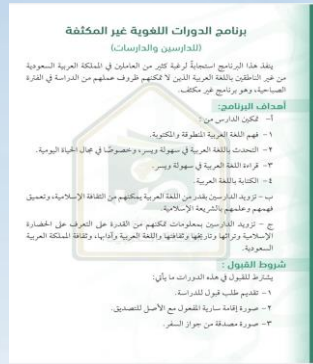 برنامج الدورات اللغوية غير المكثفة
(للدارسين والدارسات)
ينفذ هذا البرنامج استجابةً لرغبة كثير من العاملين في المملكة العربية السعودية
من غير الناطقين باللغة العربية الذين لا تمكنهم ظروف عملهم من الدراسة في الفترة
الصباحية، وهو برنامج غير مكثف.
أهداف البرنامج:
أ- تمكين الدارس من :
١- فهم اللغة العربية المنطوقة والمكتوبة.
٢- التحدث باللغة العربية في سهولة ويسر، وخصوصًا في مجال الحياة اليومية.
٣- قراءة اللغة العربية في سهولة ويسر.
٤- الكتابة باللغة العربية.
ب- تزويد الدارسين بقدر من اللغة العربية يمكنهم من الثقافة الإسلامية، وتعميق
فهمهم وعلمهم بالشريعة الإسلامية.
ج - تزويد الدارسين بمعلومات تمكنهم من القدرة على التعرف على الحضارة
الإسلامية وتراثها وتاريخها وثقافتها واللغة العربية وآدابها، وثقافة المملكة العربية
السعودية.
شروط القبول :
يشترط للقبول في هذه الدورات ما يأتي:
١- تقديم طلب قبول للدراسة.
٢- صورة إقامة سارية المفعول مع الأصل للتصديق.
٣- صورة مصدقة من جواز السفر.